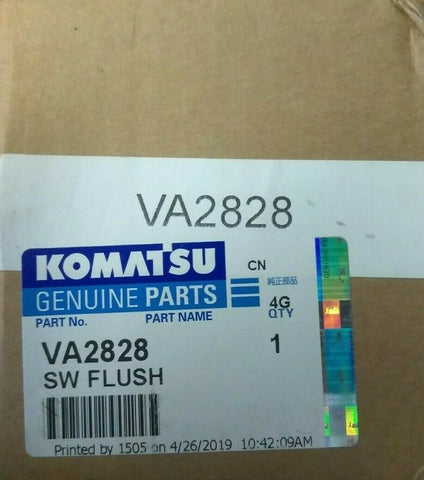 VA2828
KOMATSU
CN
GENUINE PARTS
純正部品
PART No. PART NAME
4G
QTY
VA2828
1
SW FLUSH
Printed by 1505 on 4/26/2019 10:42:09AM